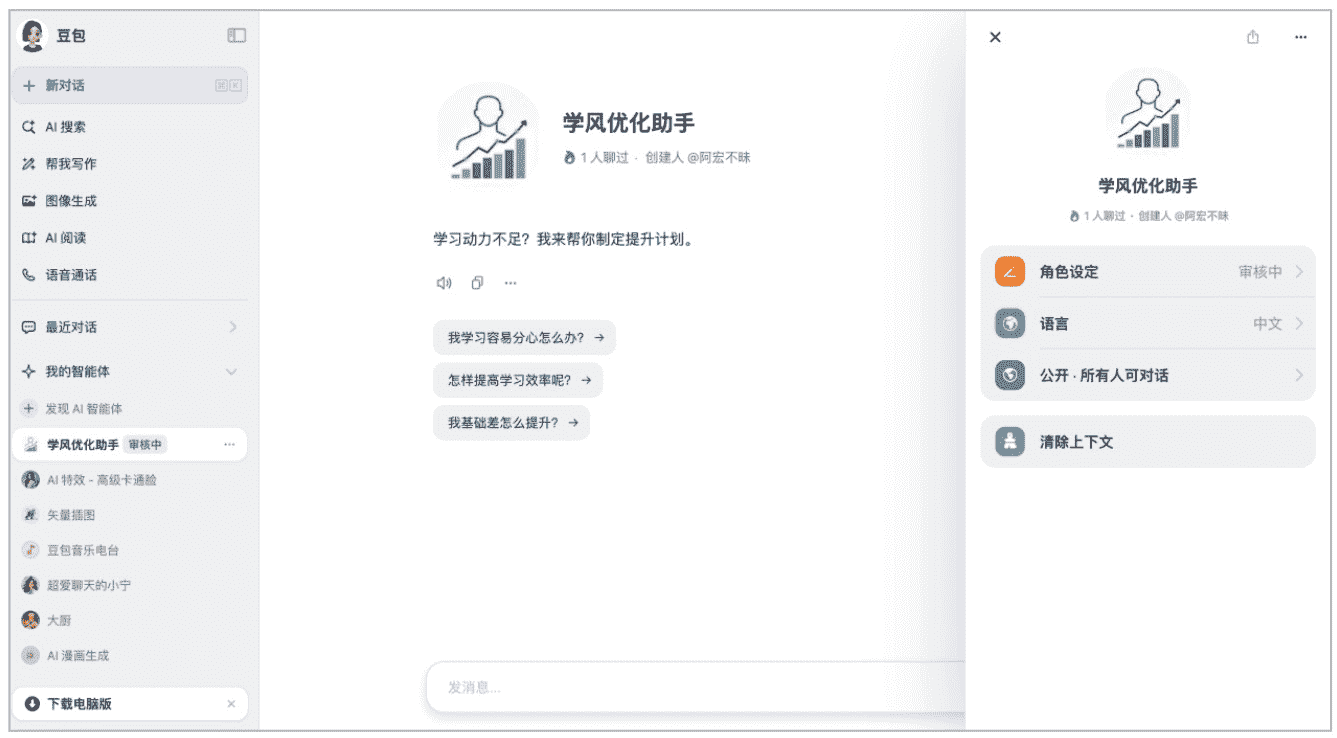 豆包
新对话
⌘ K
AI 搜索
帮我写作
图像生成
AI 阅读
语音通话
最近对话
我的智能体
发现 AI 智能体
学风优化助手 审核中
AI 特效 - 高级卡通脸
矢量插图
豆包音乐电台
超爱聊天的小宁
大厨
AI 漫画生成
下载电脑版
学风优化助手
1 人聊过 · 创建人 @阿宏不昧
学习动力不足？我来帮你制定提升计划。
我学习容易分心怎么办？ →
怎样提高学习效率呢？ →
我基础差怎么提升？ →
发消息...
学风优化助手
1 人聊过 · 创建人 @阿宏不昧
角色设定 审核中
语言 中文
公开 · 所有人可对话
清除上下文